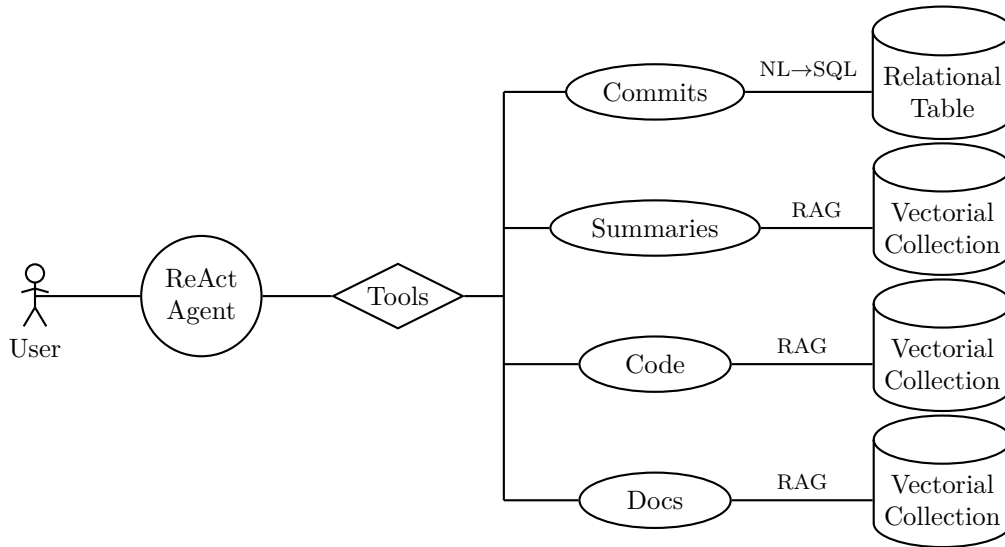 User
ReAct
Agent
Tools
Commits
NL→SQL
Relational
Table
Summaries
RAG
Vectorial
Collection
Code
RAG
Vectorial
Collection
Docs
RAG
Vectorial
Collection